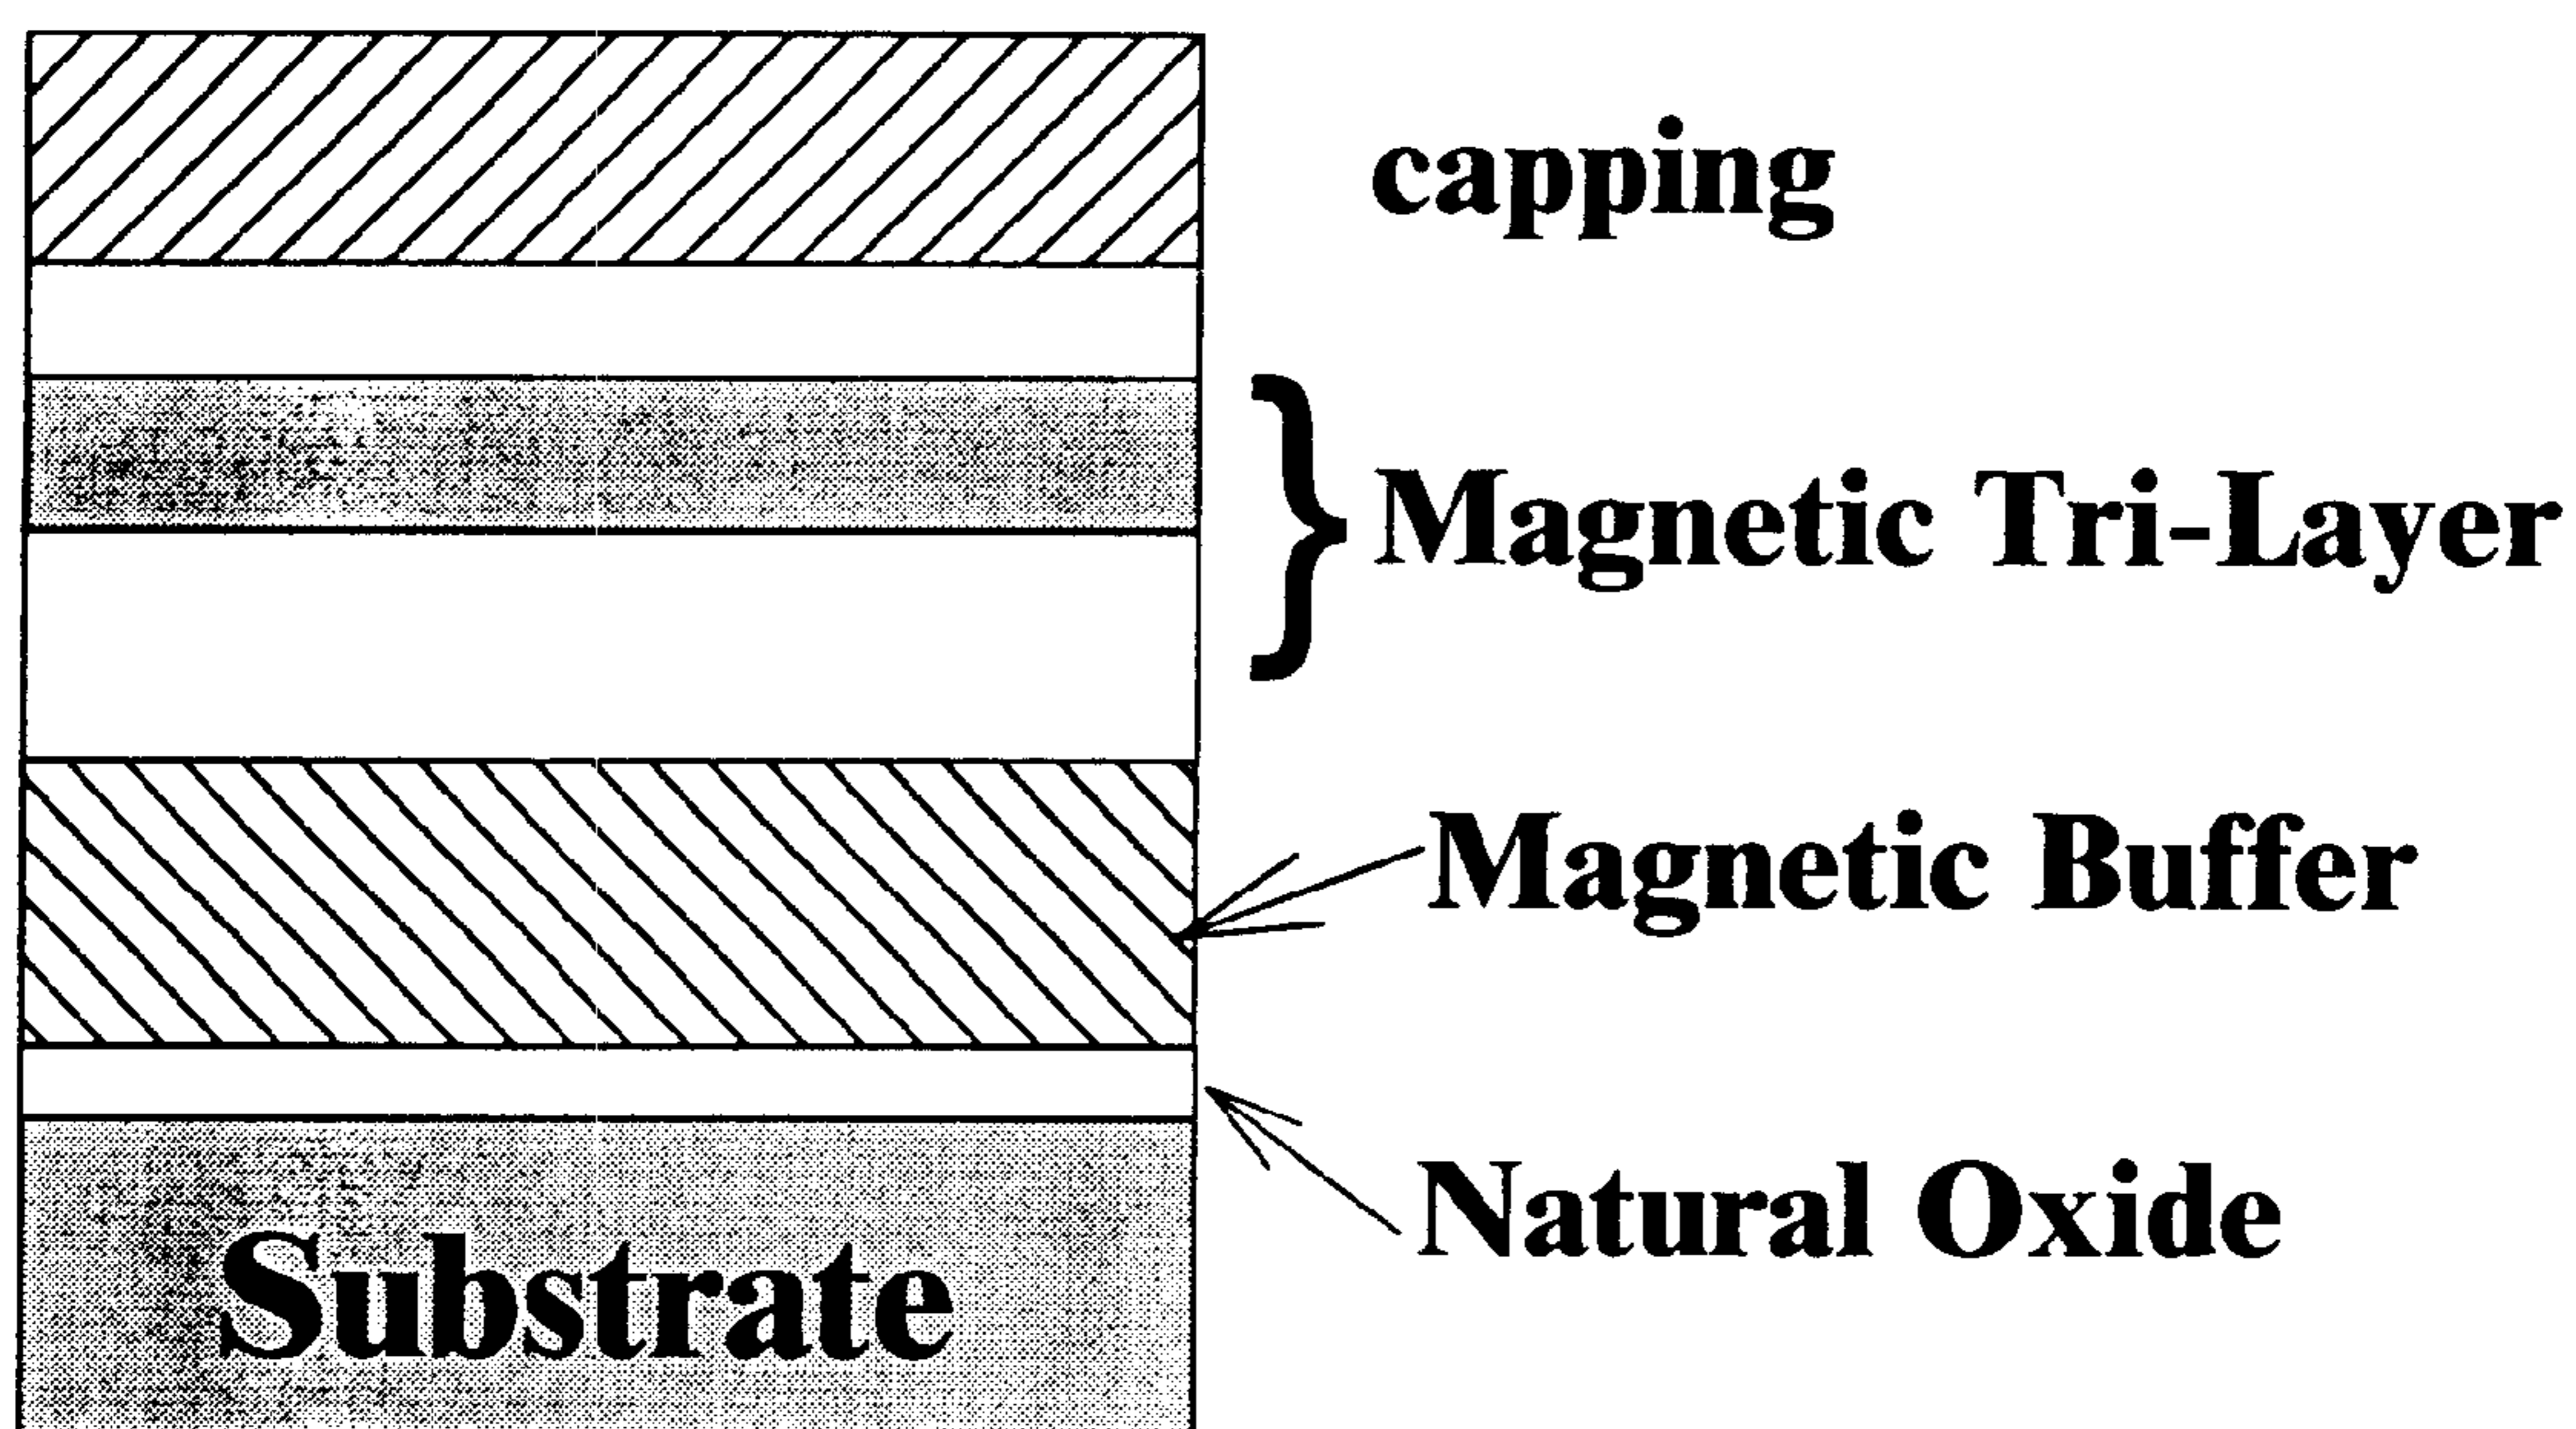 capping
Magnetic Tri-Layer
Magnetic Buffer
Natural Oxide
Substrate